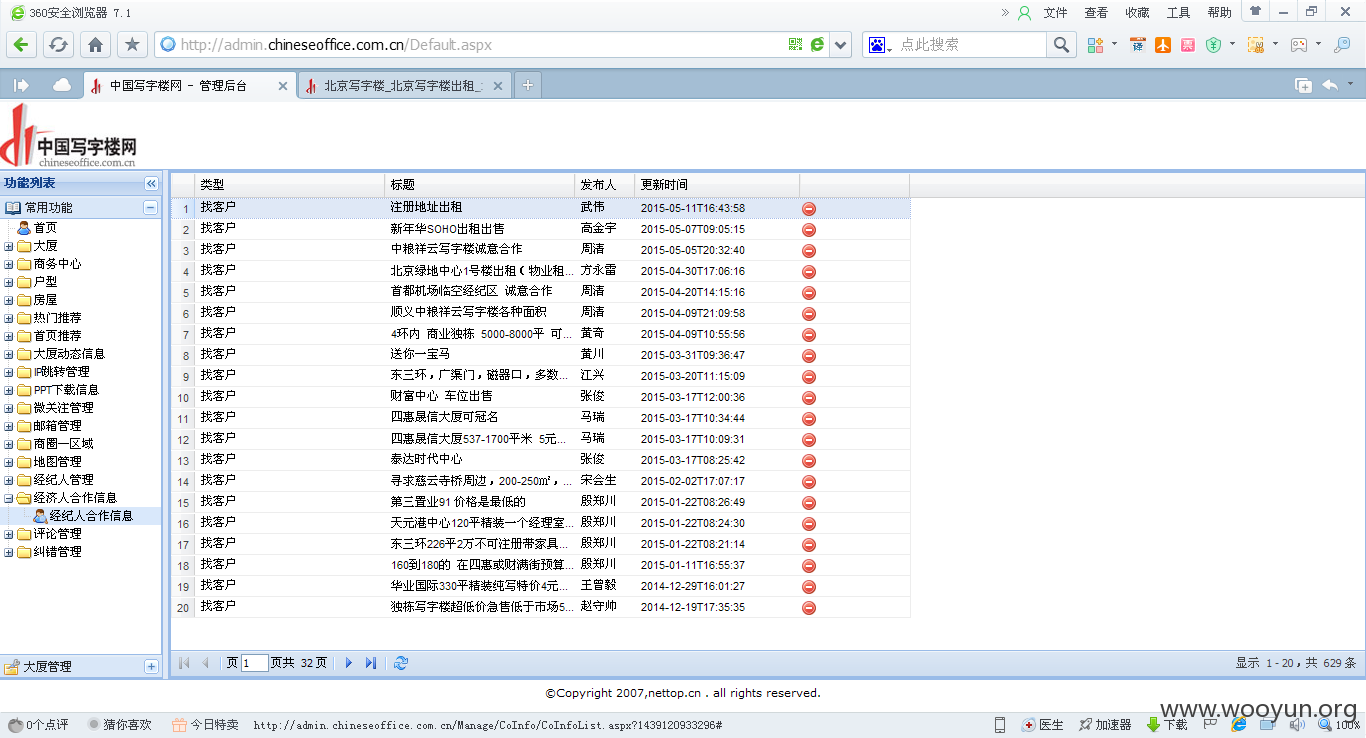 360安全浏览器 7.1
» 文件 查看 收藏 工具 帮助
http://admin.chineseoffice.com.cn/Default.aspx
点此搜索
译
中国写字楼网 - 管理后台
北京写字楼_北京写字楼出租_
中国写字楼网
chineseoffice.com.cn
功能列表
常用功能
首页
大厦
商务中心
户型
房屋
热门推荐
首页推荐
大厦动态信息
IP跳转管理
PPT下载信息
微关注管理
邮箱管理
商圈一区域
地图管理
经纪人管理
经济人合作信息
经纪人合作信息
评论管理
纠错管理
大厦管理
类型 标题 发布人 更新时间
1 找客户 注册地址出租 武伟 2015-05-11T16:43:58
2 找客户 新年华SOHO出租出售 高金宇 2015-05-07T09:05:15
3 找客户 中粮祥云写字楼诚意合作 周清 2015-05-05T20:32:40
4 找客户 北京绿地中心1号楼出租（物业租... 方永雷 2015-04-30T17:06:16
5 找客户 首都机场临空经纪区 诚意合作 周清 2015-04-20T14:15:16
6 找客户 顺义中粮祥云写字楼各种面积 周清 2015-04-09T21:09:58
7 找客户 4环内 商业独栋 5000-8000平 可... 黄奇 2015-04-09T10:55:56
8 找客户 送你一宝马 黄川 2015-03-31T09:36:47
9 找客户 东三环，广渠门，磁器口，多数... 江兴 2015-03-20T11:15:09
10 找客户 财富中心 车位出售 张俊 2015-03-17T12:00:36
11 找客户 四惠晟信大厦可冠名 马瑞 2015-03-17T10:34:44
12 找客户 四惠晟信大厦537-1700平米 5元... 马瑞 2015-03-17T10:09:31
13 找客户 泰达时代中心 张俊 2015-03-17T08:25:42
14 找客户 寻求慈云寺桥周边，200-250㎡，... 宋会生 2015-02-02T17:07:17
15 找客户 第三置业91 价格是最低的 殷郑川 2015-01-22T08:26:49
16 找客户 天元港中心120平精装一个经理室... 殷郑川 2015-01-22T08:24:30
17 找客户 东三环226平2万不可注册带家具... 殷郑川 2015-01-22T08:21:14
18 找客户 160到180的 在四惠或财满街预算... 殷郑川 2015-01-11T16:55:37
19 找客户 华业国际330平精装纯写特价4元... 王曾毅 2014-12-29T16:01:27
20 找客户 独栋写字楼超低价急售低于市场5... 赵守帅 2014-12-19T17:35:35
页 1 页共 32 页
显示 1 - 20，共 629 条
©Copyright 2007,nettop.cn . all rights reserved.
www.wooyun.org
0个点评 猜你喜欢 今日特卖 http://admin.chineseoffice.com.cn/Manage/CoInfo/CoInfoList.aspx?1439120933296# 医生 加速器 下载 100%